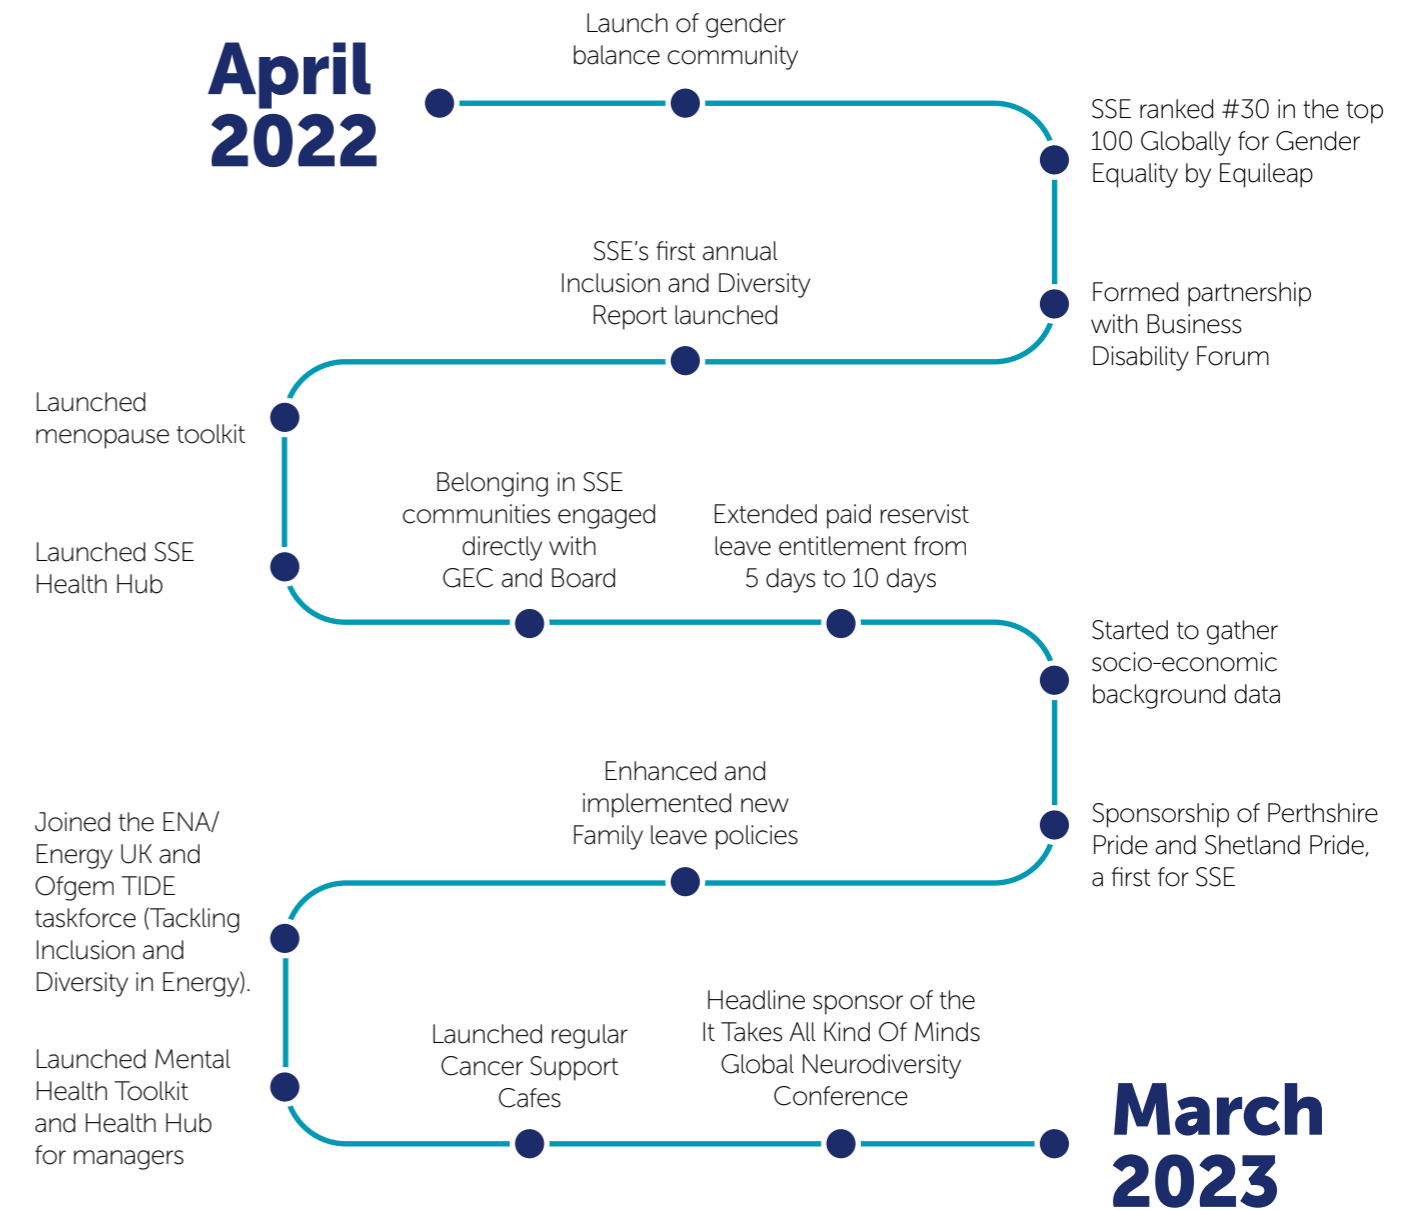 April
2022
Launch of gender
balance community
SSE ranked #30 in the top
100 Globally for Gender
Equality by Equileap
Formed partnership
with Business
Disability Forum
SSE’s first annual
Inclusion and Diversity
Report launched
Launched
menopause toolkit
Launched SSE
Health Hub
Belonging in SSE
communities engaged
directly with
GEC and Board
Extended paid reservist
leave entitlement from
5 days to 10 days
Started to gather
socio-economic
background data
Sponsorship of Perthshire
Pride and Shetland Pride,
a first for SSE
Enhanced and
implemented new
Family leave policies
Joined the ENA/
Energy UK and
Ofgem TIDE
taskforce (Tackling
Inclusion and
Diversity in Energy).
Launched Mental
Health Toolkit
and Health Hub
for managers
Launched regular
Cancer Support
Cafes
Headline sponsor of the
It Takes All Kind Of Minds
Global Neurodiversity
Conference
March
2023